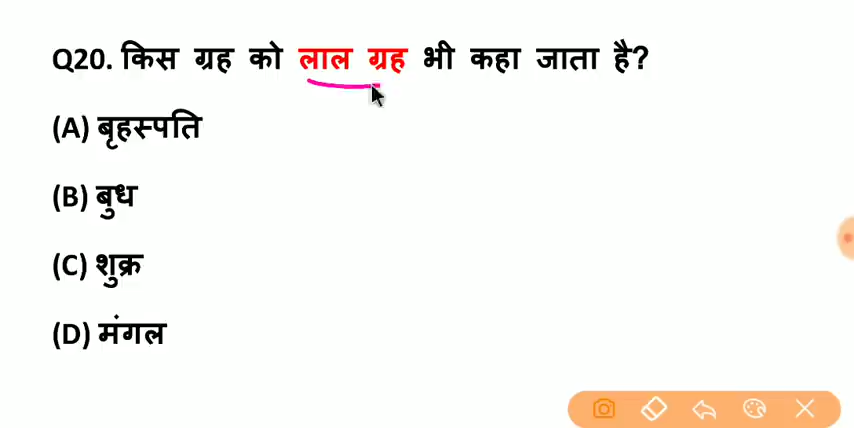 Q20. किस ग्रह को लाल ग्रह भी कहा जाता है?
(A) बृहस्पति
(B) बुध
(C) शुक्र
(D) मंगल